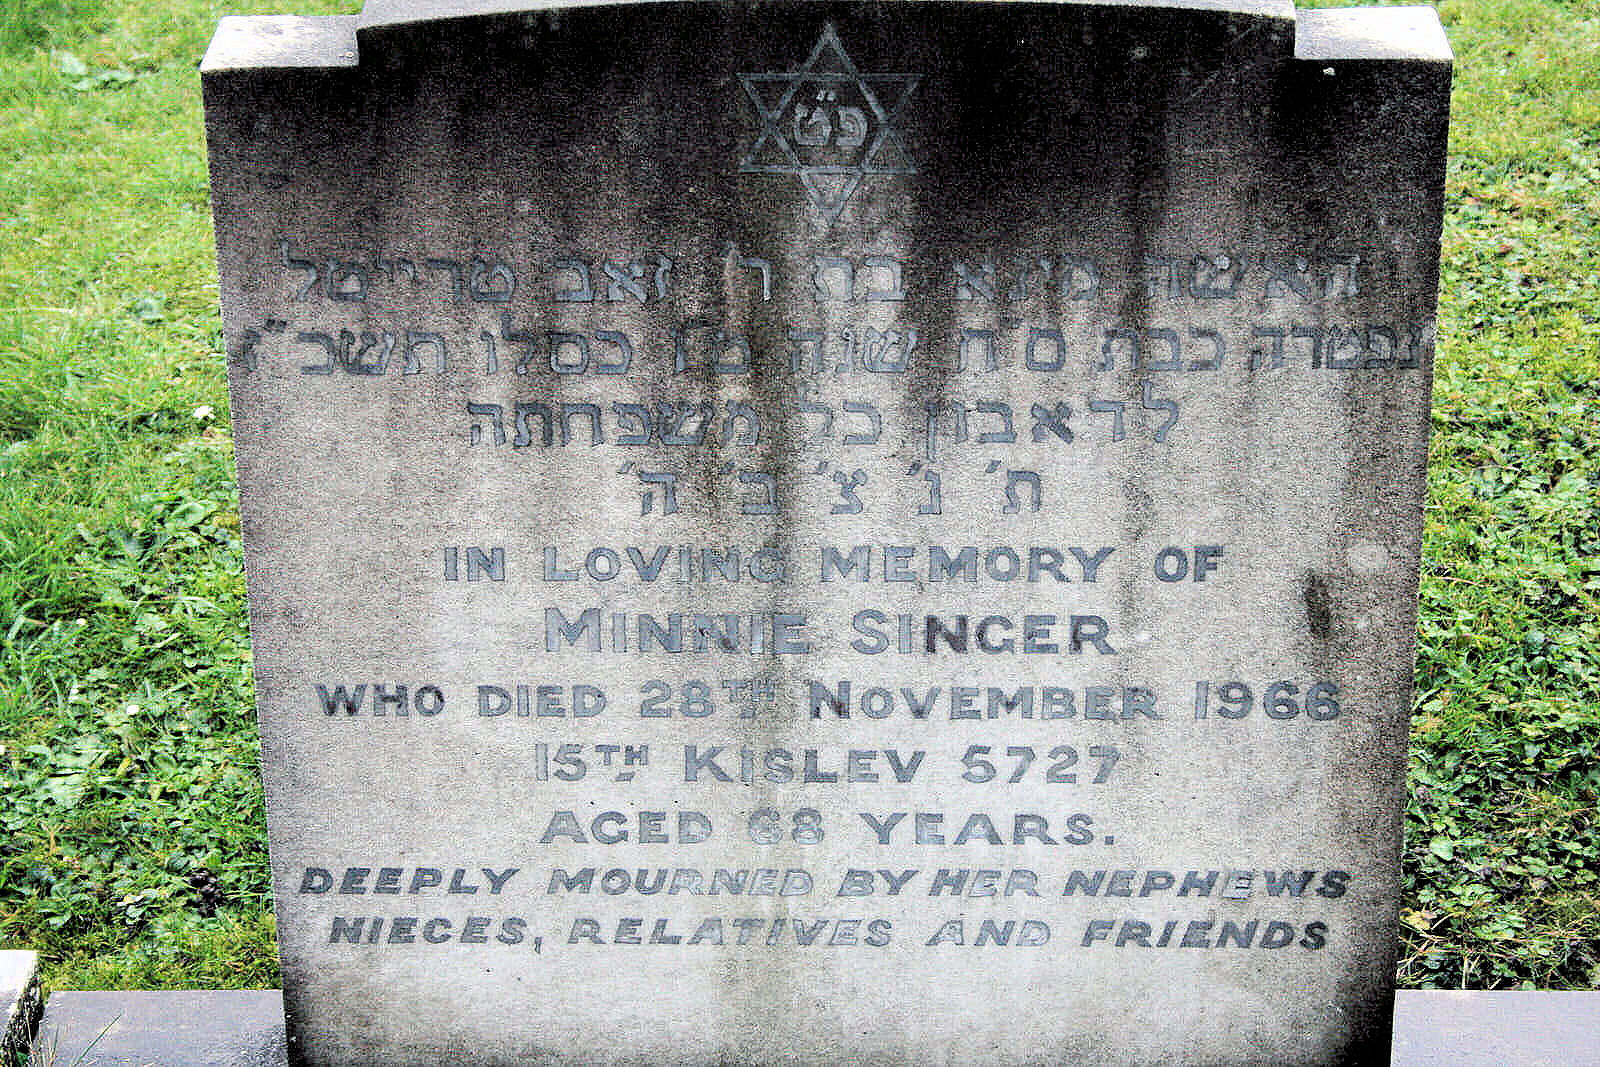 פ"ט
האשה מינא בת ר' זאב טרייטל
נפטרה כבת ס"ח שנה ט"ו כסלו תשכ"ז
לדאבון כל משפחתה
ת' נ' צ' ב' ה'
IN LOVING MEMORY OF
MINNIE SINGER
WHO DIED 28TH NOVEMBER 1966
15TH KISLEV 5727
AGED 68 YEARS.
DEEPLY MOURNED BY HER NEPHEWS
NIECES, RELATIVES AND FRIENDS